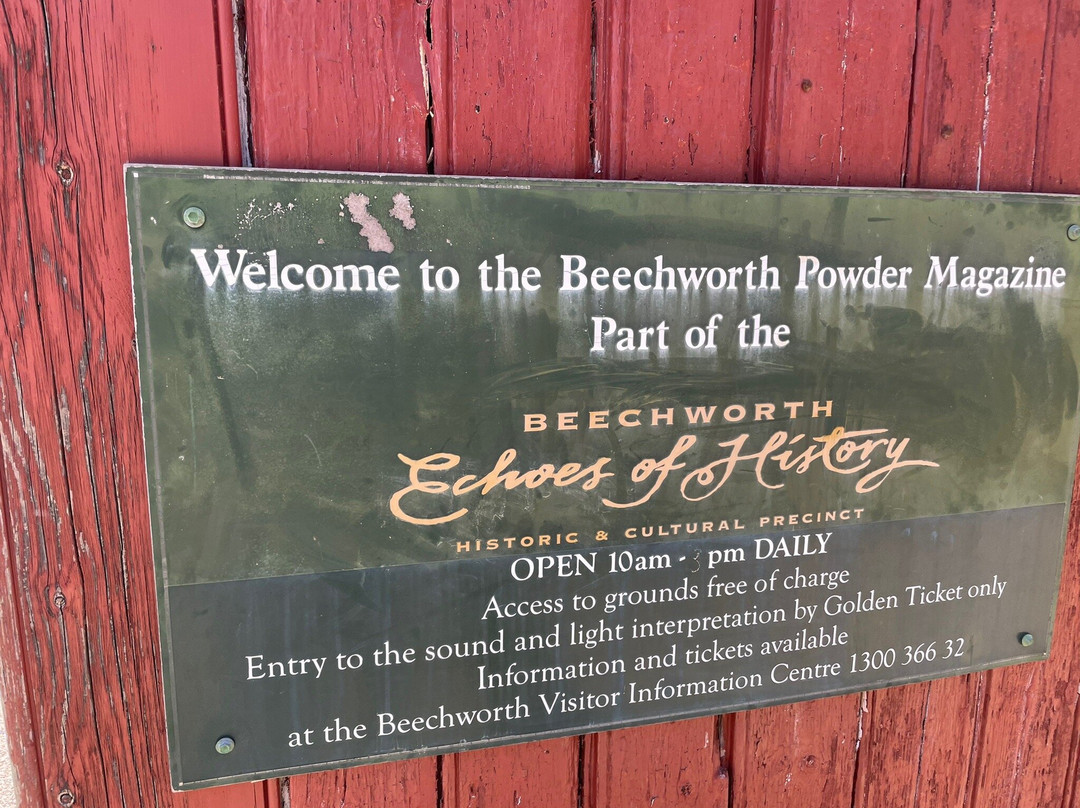 Welcome to the Beechworth Powder Magazine
Part of the
BEECHWORTH
Echoes of History
HISTORIC & CULTURAL PRECINCT
OPEN 10am - 3 pm DAILY
Access to grounds free of charge
Entry to the sound and light interpretation by Golden Ticket only
Information and tickets available
at the Beechworth Visitor Information Centre 1300 366 32